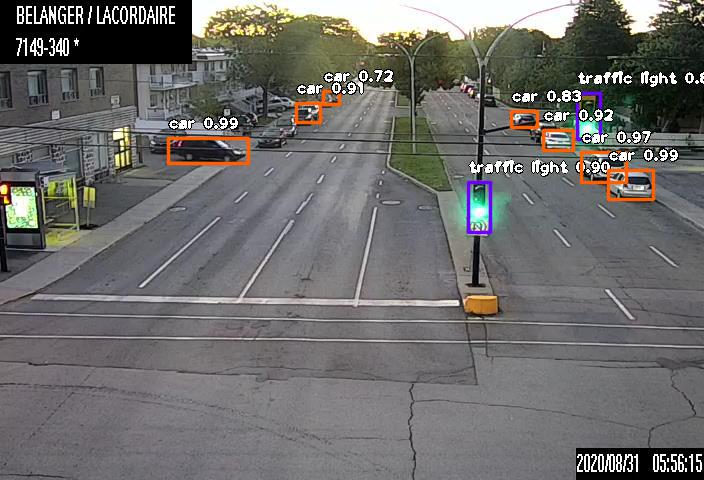 BELANGER / LACORDAIRE
7149-340 *
car 0.72
car 0.91
traffic light 0.8
car 0.83
car 0.92
car 0.99
car 0.97
car 0.99
traffic light 0.90
2020/08/31 05:56:15